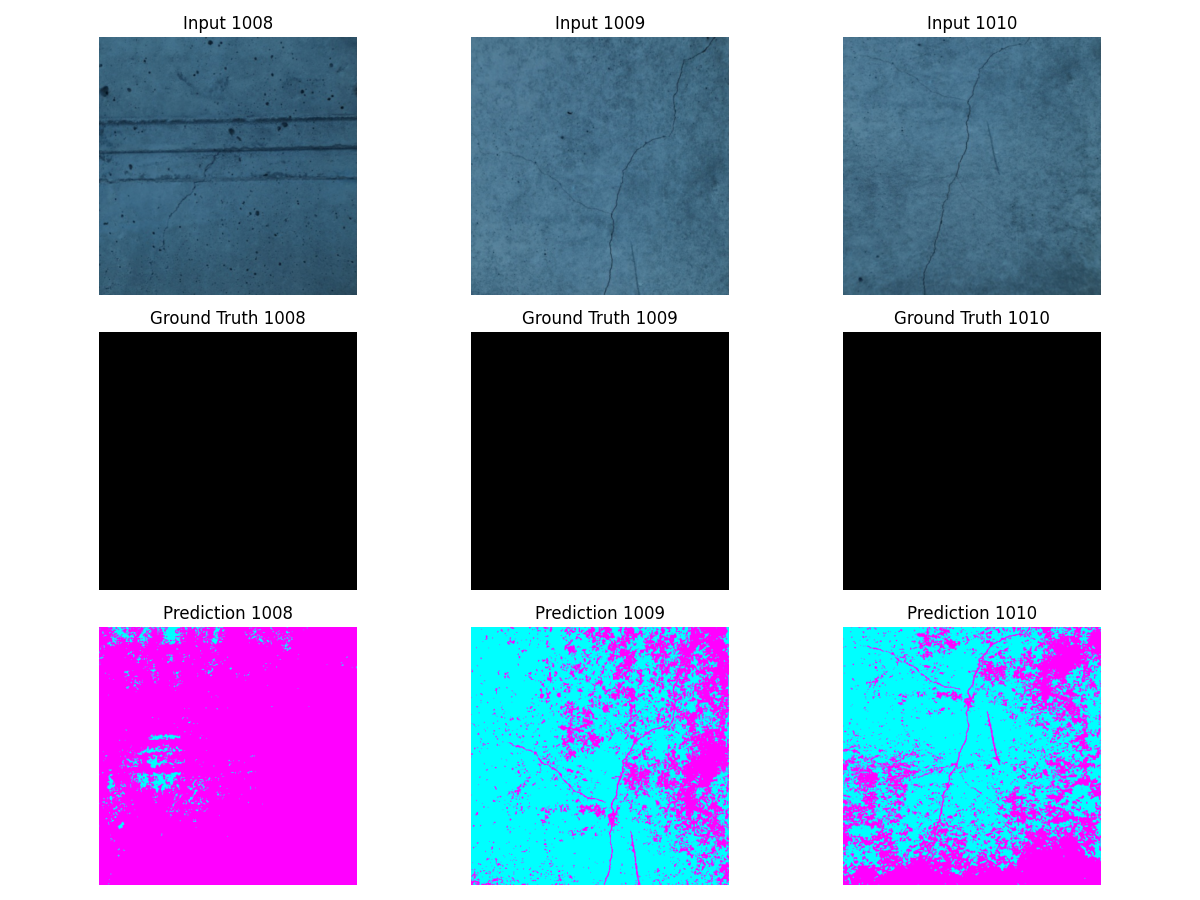 Input 1008
Input 1009
Input 1010
Ground Truth 1008
Ground Truth 1009
Ground Truth 1010
Prediction 1008
Prediction 1009
Prediction 1010